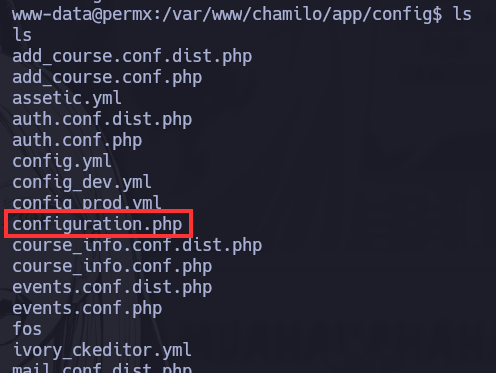 www-data@permx:/var/www/chamilo/app/config$ ls
ls
add_course.conf.dist.php
add_course.conf.php
assetic.yml
auth.conf.dist.php
auth.conf.php
config.yml
config_dev.yml
config_prod.yml
configuration.php
course_info.conf.dist.php
course_info.conf.php
events.conf.dist.php
events.conf.php
fos
ivory_ckeditor.yml
mail.conf.dist.php